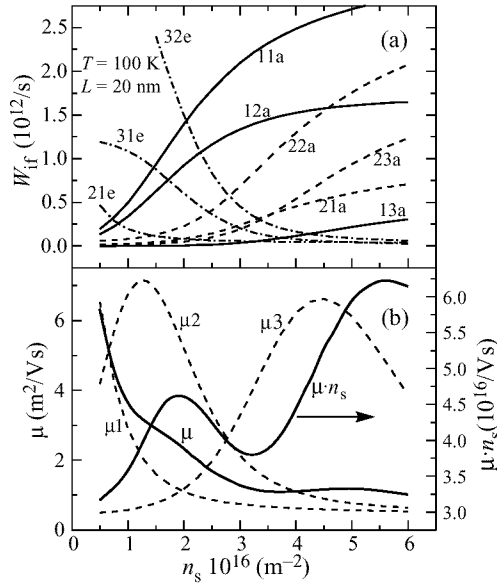 2.5
2.0
1.5
1.0
0.5
0.0
W_if (10^12/s)
32e
(a)
T = 100 K
L = 20 nm
11a
12a
31e
22a
23a
21e
21a
13a
6
4
2
0
μ (m^2/Vs)
μ2
μ3
(b)
μ·n_s
μ1
μ
6.0
5.5
5.0
4.5
4.0
3.5
3.0
μ·n_s(10^16/Vs)
0 1 2 3 4 5 6
n_s 10^16 (m^−2)